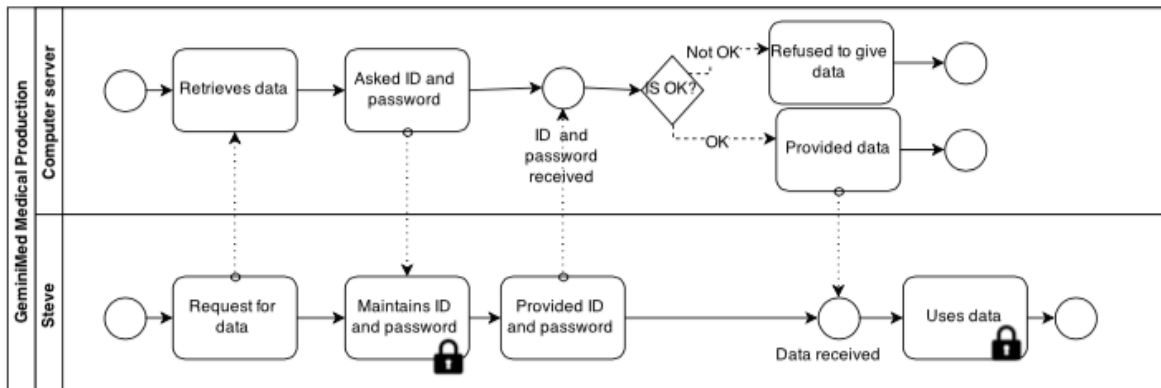 GeminiMed Medical Production
Computer server
Retrieves data
Asked ID and
password
ID and
password
received
IS OK?
Not OK
Refused to give
data
OK
Provided data
Steve
Request for
data
Maintains ID
and password
Provided ID
and password
Data received
Uses data